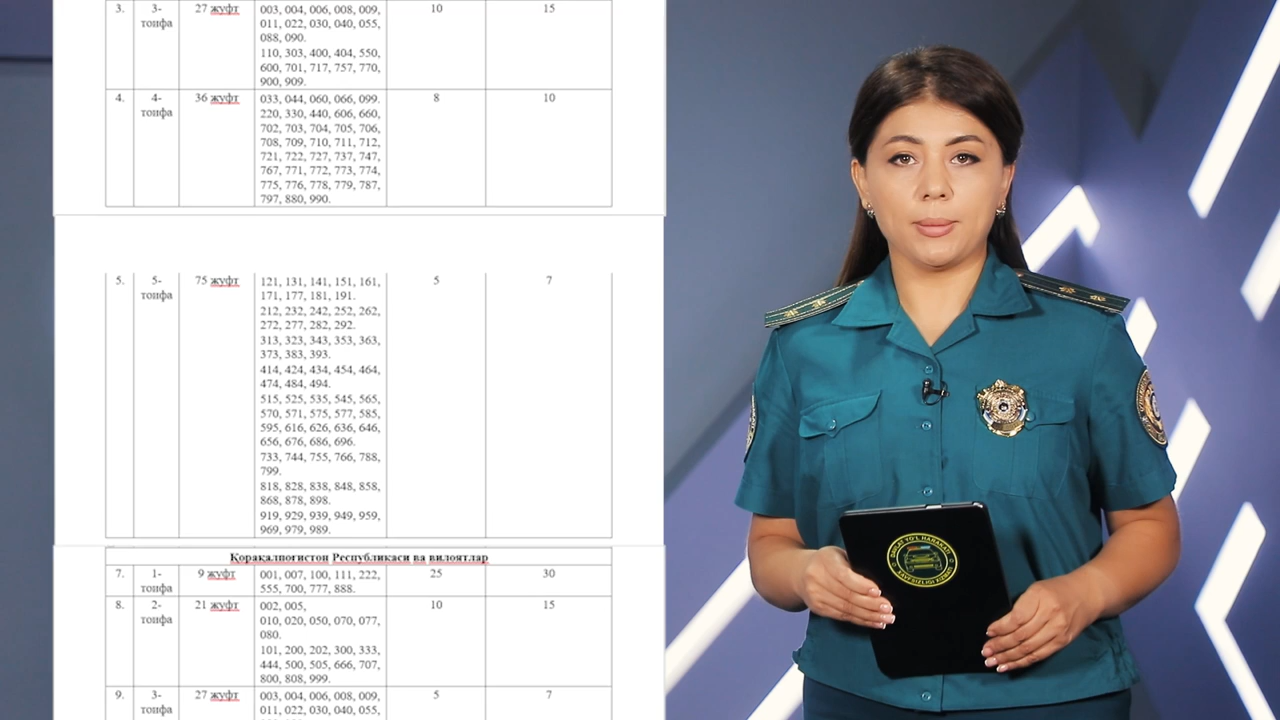 3. 3-тоифа 27 жуфт 003, 004, 006, 008, 009, 10 15
011, 022, 030, 040, 055,
088, 090.
110, 303, 400, 404, 550,
600, 701, 717, 757, 770,
900, 909.
4. 4-тоифа 36 жуфт 033, 044, 060, 066, 099. 8 10
220, 330, 440, 606, 660,
702, 703, 704, 705, 706,
708, 709, 710, 711, 712,
721, 722, 727, 737, 747,
767, 771, 772, 773, 774,
775, 776, 778, 779, 787,
797, 880, 990.
5. 5-тоифа 75 жуфт 121, 131, 141, 151, 161, 5 7
171, 177, 181, 191.
212, 232, 242, 252, 262,
272, 277, 282, 292.
313, 323, 343, 353, 363,
373, 383, 393.
414, 424, 434, 454, 464,
474, 484, 494.
515, 525, 535, 545, 565,
570, 571, 575, 577, 585,
595, 616, 626, 636, 646,
656, 676, 686, 696.
733, 744, 755, 766, 788,
799.
818, 828, 838, 848, 858,
868, 878, 898.
919, 929, 939, 949, 959,
969, 979, 989.
Қорақалпоғистон Республикаси ва вилоятлар
7. 1-тоифа 9 жуфт 001, 007, 100, 111, 222, 25 30
555, 700, 777, 888.
8. 2-тоифа 21 жуфт 002, 005, 10 15
010, 020, 050, 070, 077,
080.
101, 200, 202, 300, 333,
444, 500, 505, 666, 707,
800, 808, 999.
9. 3-тоифа 27 жуфт 003, 004, 006, 008, 009, 5 7
011, 022, 030, 040, 055,
YO'L HARAKATI
XAVFSIZLIGI XIZMATI